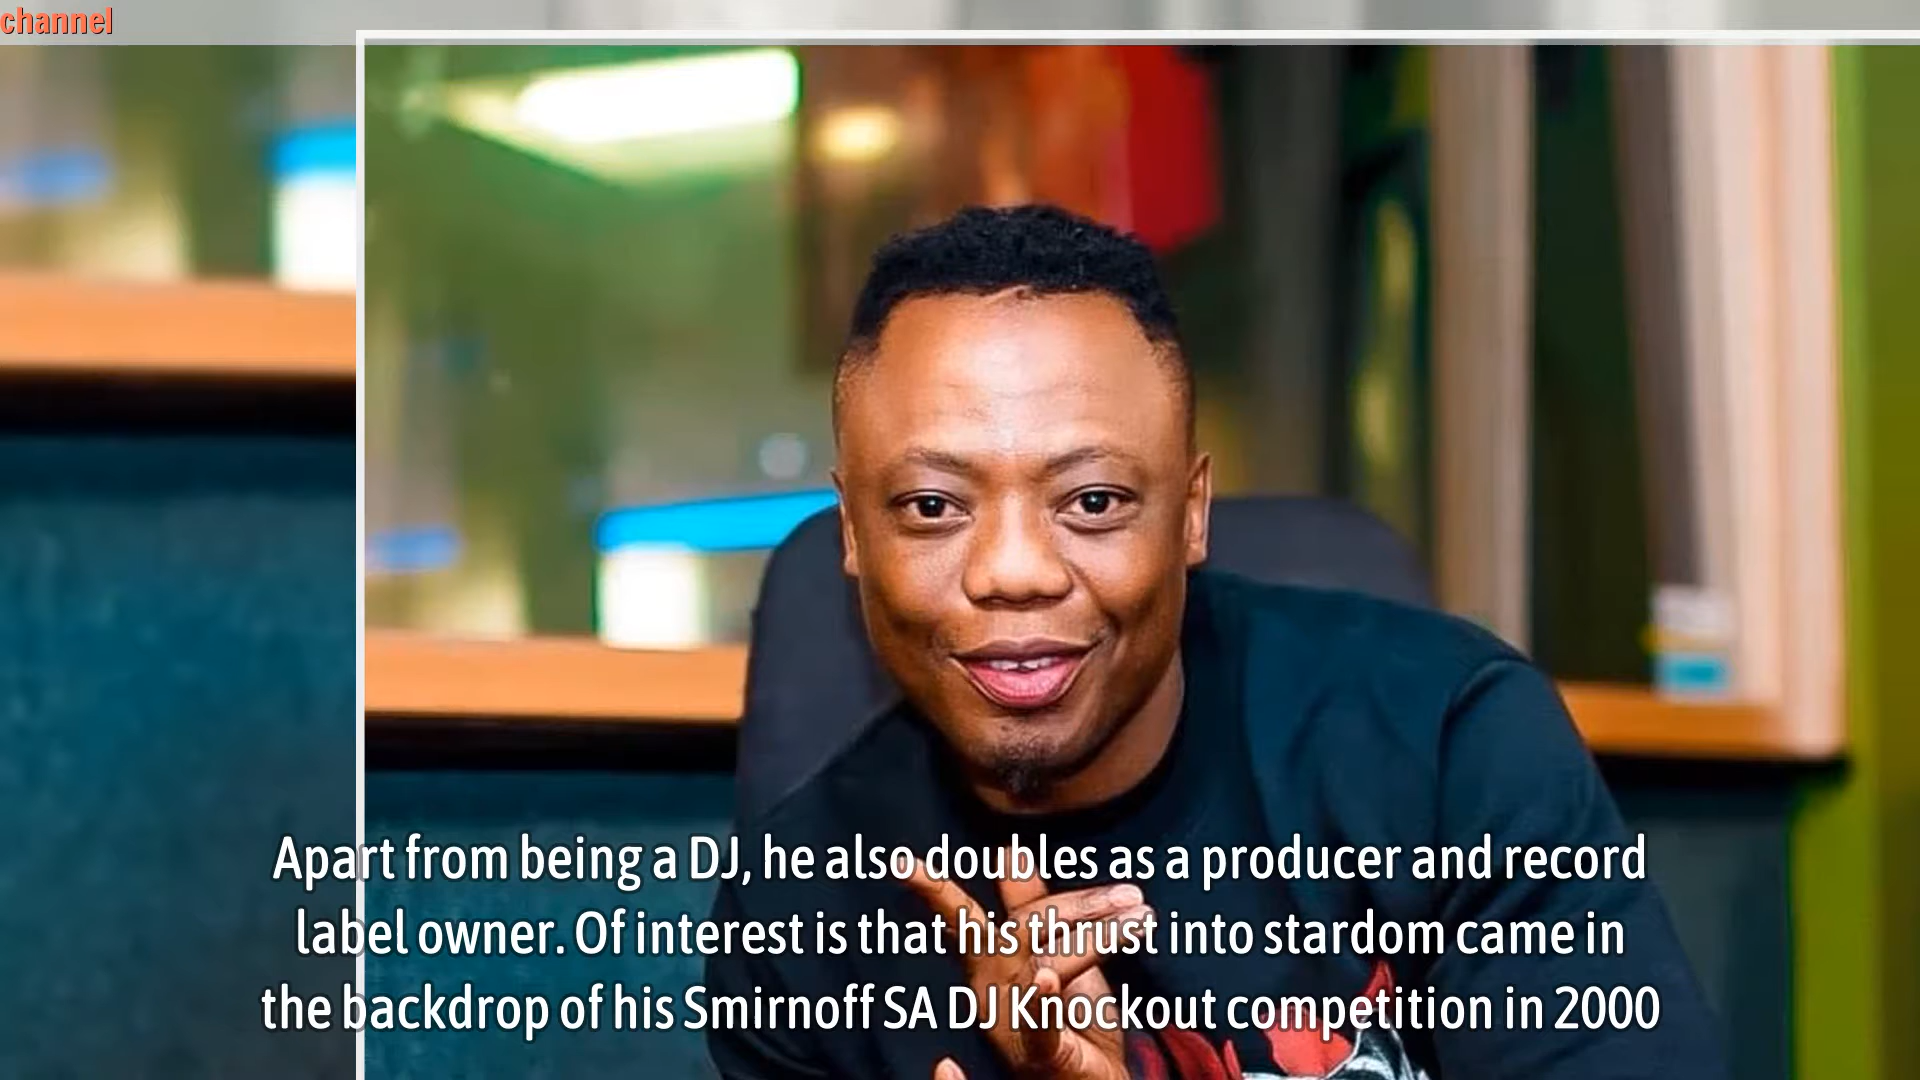 channel
Apart from being a DJ, he also doubles as a producer and record
label owner. Of interest is that his thrust into stardom came in
the backdrop of his Smirnoff SA DJ Knockout competition in 2000